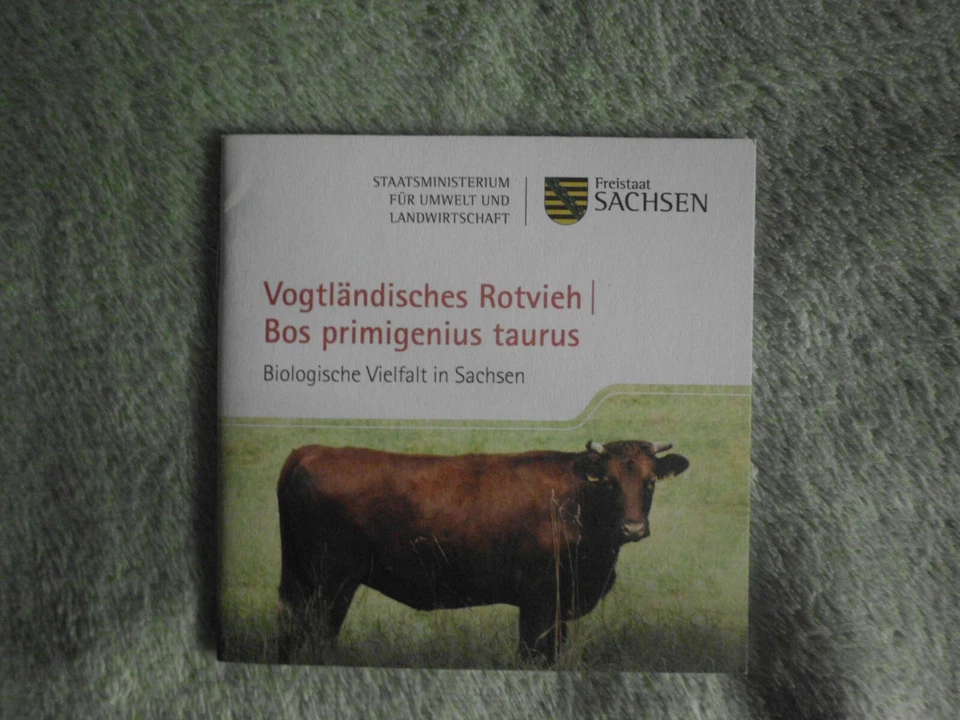 STAATSMINISTERIUM
FÜR UMWELT UND
LANDWIRTSCHAFT
Freistaat
SACHSEN
Vogtländisches Rotvieh|
Bos primigenius taurus
Biologische Vielfalt in Sachsen